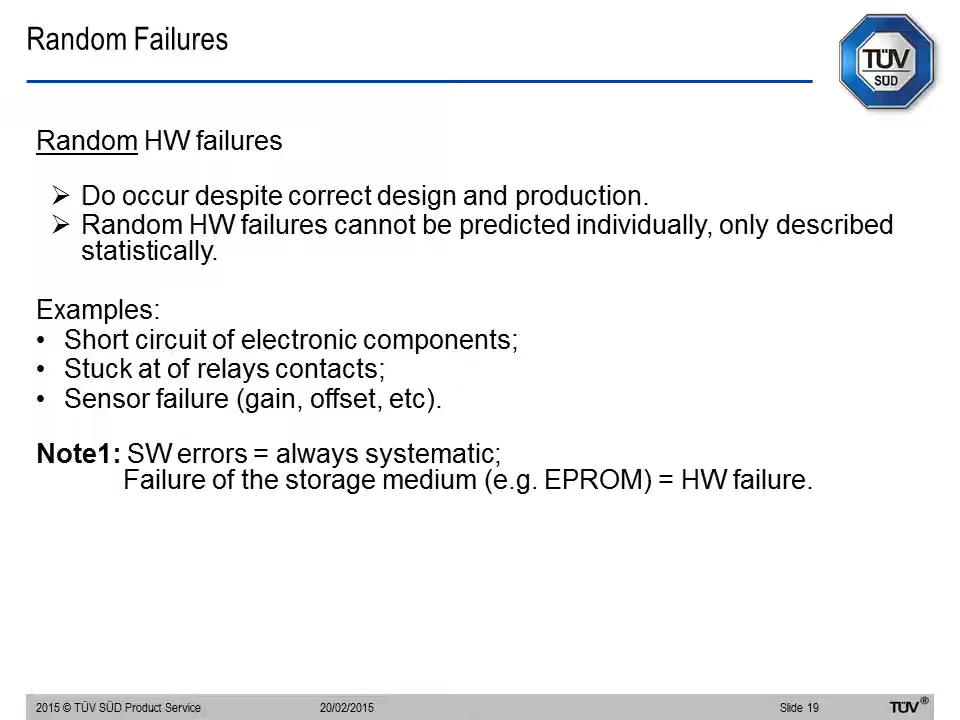 Random Failures
TÜV
SÜD
Random HW failures
➢ Do occur despite correct design and production.
➢ Random HW failures cannot be predicted individually, only described
statistically.
Examples:
• Short circuit of electronic components;
• Stuck at of relays contacts;
• Sensor failure (gain, offset, etc).
Note1: SW errors = always systematic;
Failure of the storage medium (e.g. EPROM) = HW failure.
2015 © TÜV SÜD Product Service 20/02/2015 Slide 19 TÜV®